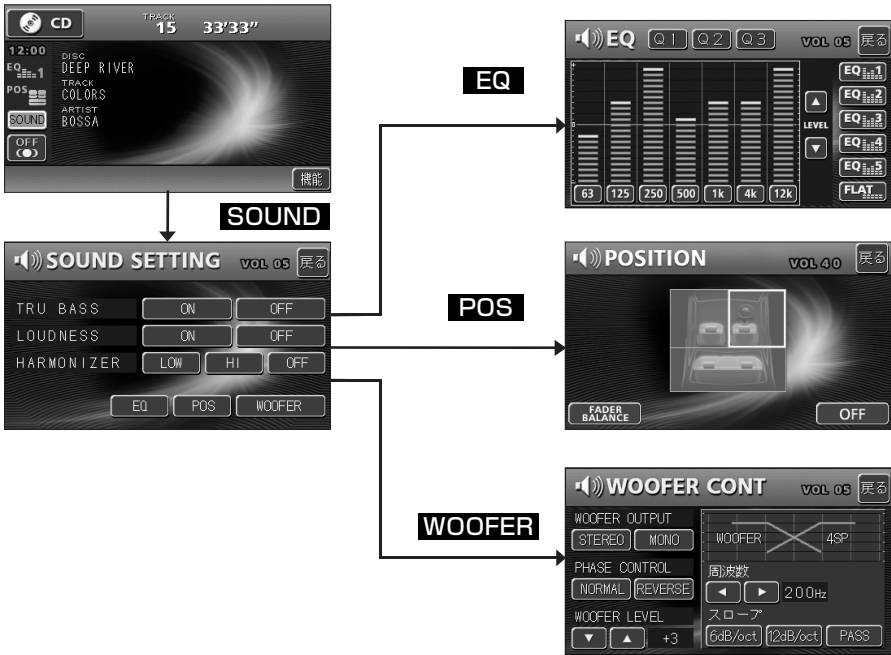 CD
TRACK
15 33'33"
12:00
EQ 1
POS
SOUND
OFF
DISC
DEEP RIVER
TRACK
COLORS
ARTIST
BOSSA
機能
SOUND
SOUND SETTING VOL 05 戻る
TRU BASS ON OFF
LOUDNESS ON OFF
HARMONIZER LOW HI OFF
EQ POS WOOFER
EQ
EQ Q1 Q2 Q3 VOL 05 戻る
+
0
-
63 125 250 500 1k 4k 12k
▲
LEVEL
▼
EQ 1
EQ 2
EQ 3
EQ 4
EQ 5
FLAT
POS
POSITION VOL 40 戻る
FADER
BALANCE
OFF
WOOFER
WOOFER CONT VOL 05 戻る
WOOFER OUTPUT
STEREO MONO
PHASE CONTROL
NORMAL REVERSE
WOOFER LEVEL
▼ ▲ +3
WOOFER 4SP
周波数
◀ ▶ 200Hz
スロープ
6dB/oct 12dB/oct PASS